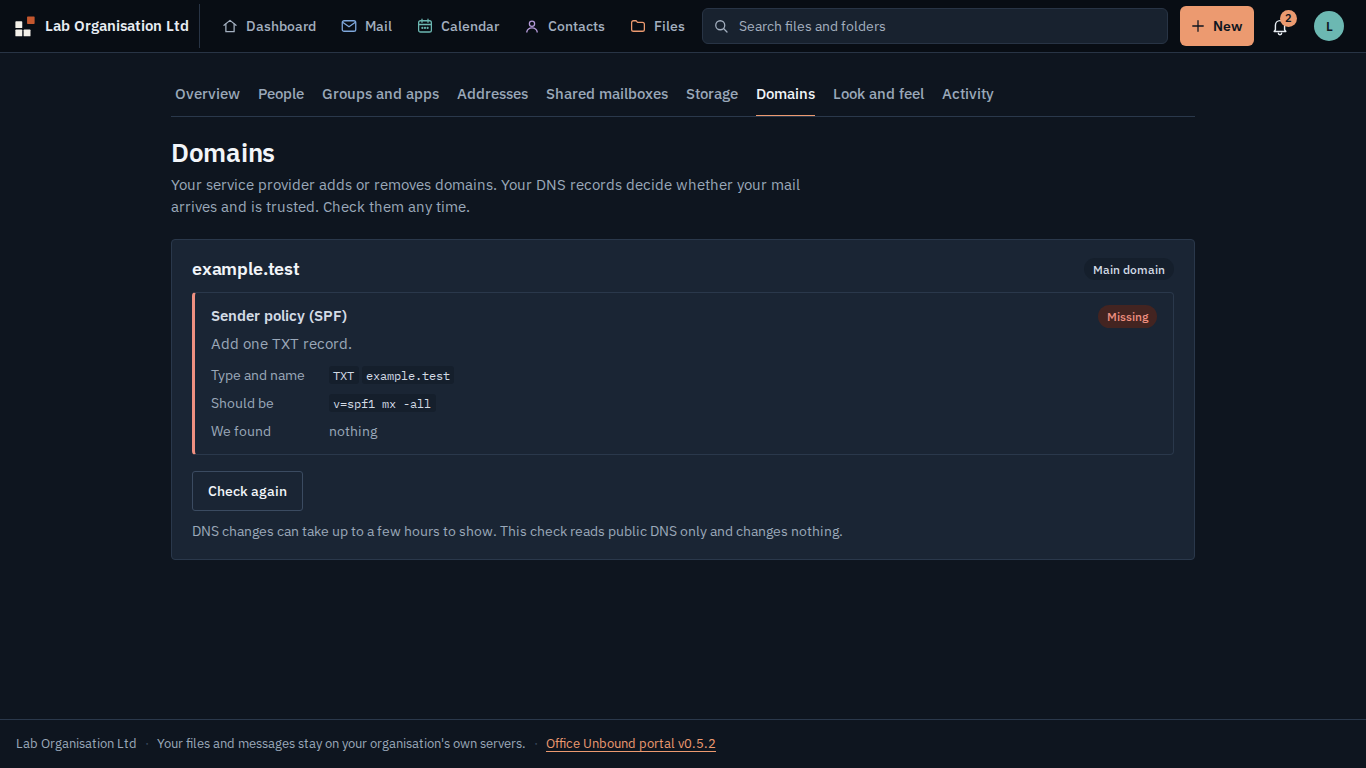 Lab Organisation Ltd
Dashboard
Mail
Calendar
Contacts
Files
Search files and folders
New
2
L
Overview
People
Groups and apps
Addresses
Shared mailboxes
Storage
Domains
Look and feel
Activity
Domains
Your service provider adds or removes domains. Your DNS records decide whether your mail
arrives and is trusted. Check them any time.
example.test
Main domain
Sender policy (SPF)
Missing
Add one TXT record.
Type and name TXT example.test
Should be v=spf1 mx -all
We found nothing
Check again
DNS changes can take up to a few hours to show. This check reads public DNS only and changes nothing.
Lab Organisation Ltd · Your files and messages stay on your organisation's own servers. · Office Unbound portal v0.5.2